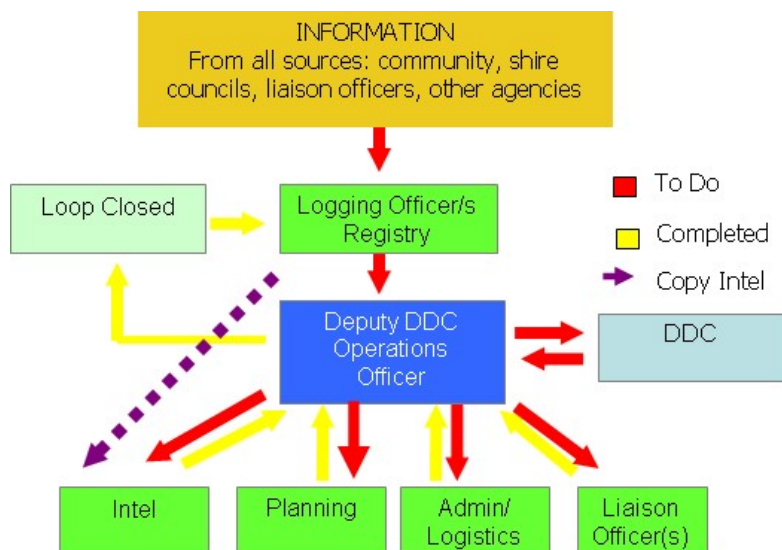 INFORMATION
From all sources: community, shire
councils, liaison officers, other agencies
Loop Closed
Logging Officer/s
Registry
To Do
Completed
Copy Intel
Deputy DDC
Operations
Officer
DDC
Intel
Planning
Admin/
Logistics
Liaison
Officer(s)